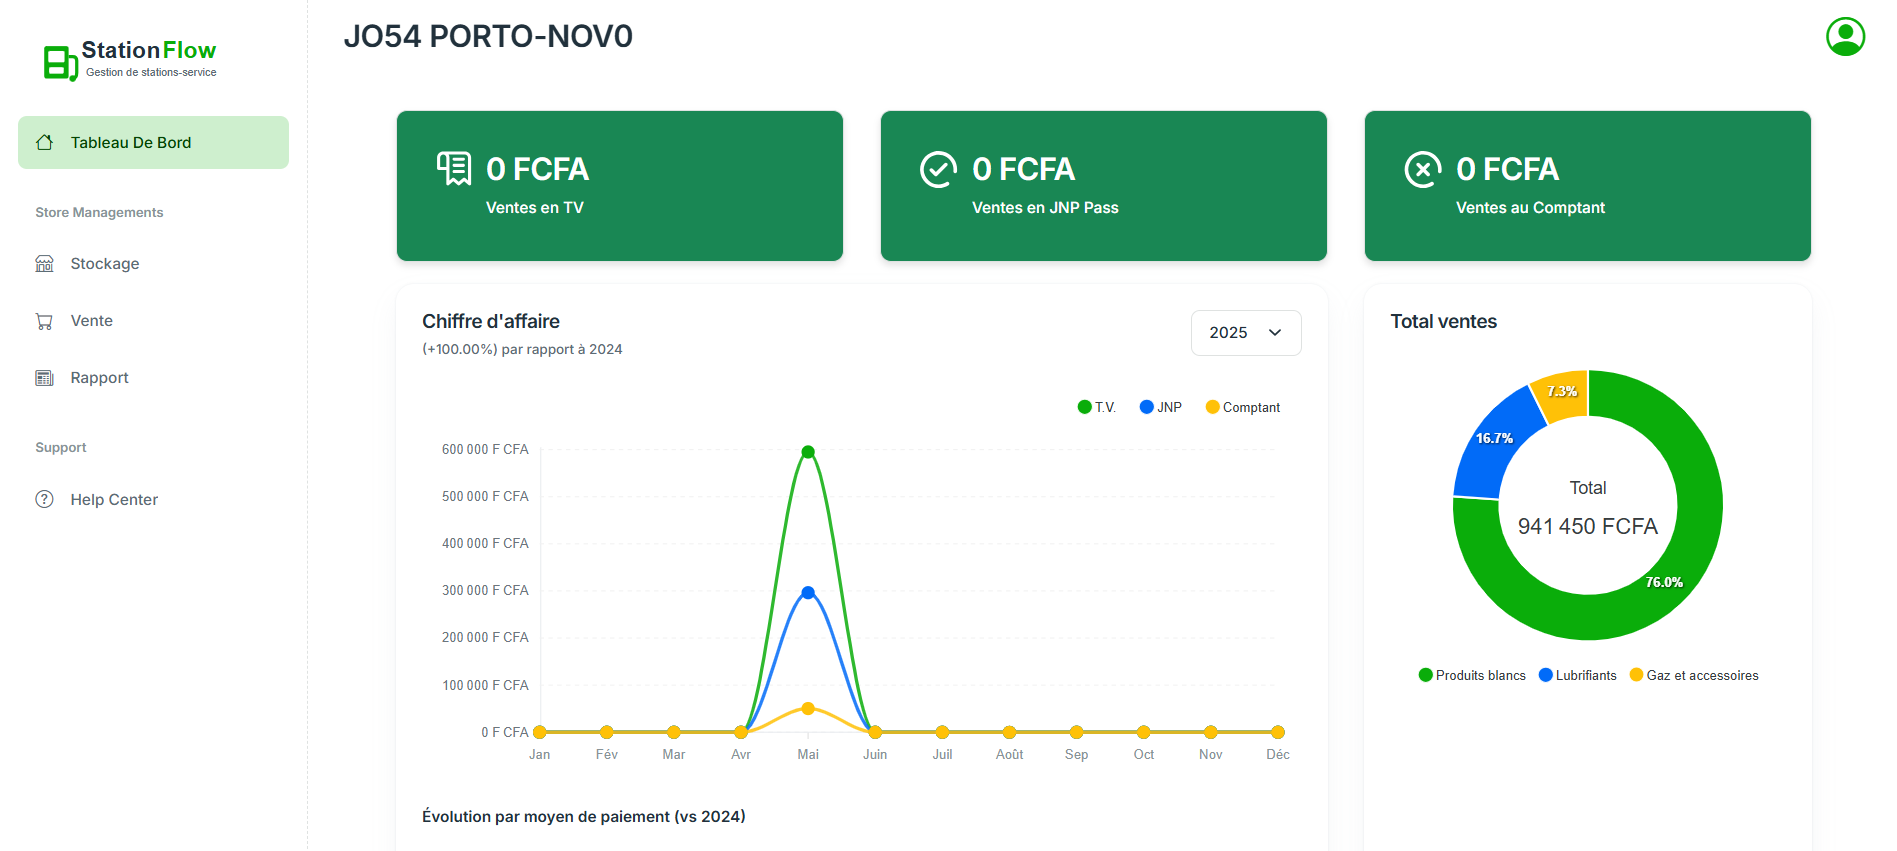 StationFlow
Gestion de stations-service
JO54 PORTO-NOV0
Tableau De Bord
Store Managements
Stockage
Vente
Rapport
Support
Help Center
0 FCFA
Ventes en TV
0 FCFA
Ventes en JNP Pass
0 FCFA
Ventes au Comptant
Chiffre d'affaire
(+100.00%) par rapport à 2024
2025
T.V. JNP Comptant
600 000 F CFA
500 000 F CFA
400 000 F CFA
300 000 F CFA
200 000 F CFA
100 000 F CFA
0 F CFA
Jan Fév Mar Avr Mai Juin Juil Août Sep Oct Nov Déc
Évolution par moyen de paiement (vs 2024)
Total ventes
7.3%
16.7%
Total
941 450 FCFA
76.0%
Produits blancs Lubrifiants Gaz et accessoires